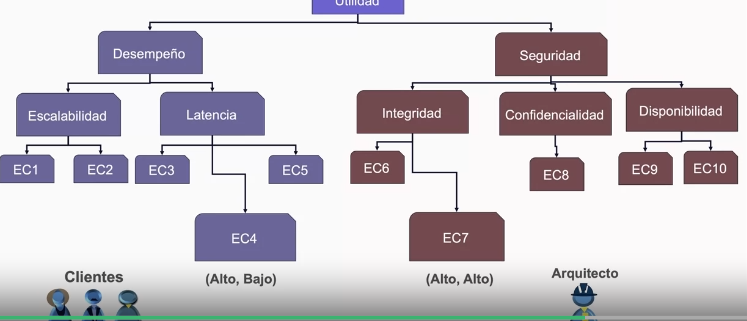 Utilidad
Desempeño
Seguridad
Escalabilidad
Latencia
Integridad
Confidencialidad
Disponibilidad
EC1
EC2
EC3
EC5
EC6
EC8
EC9
EC10
EC4
EC7
Clientes
(Alto, Bajo)
(Alto, Alto)
Arquitecto